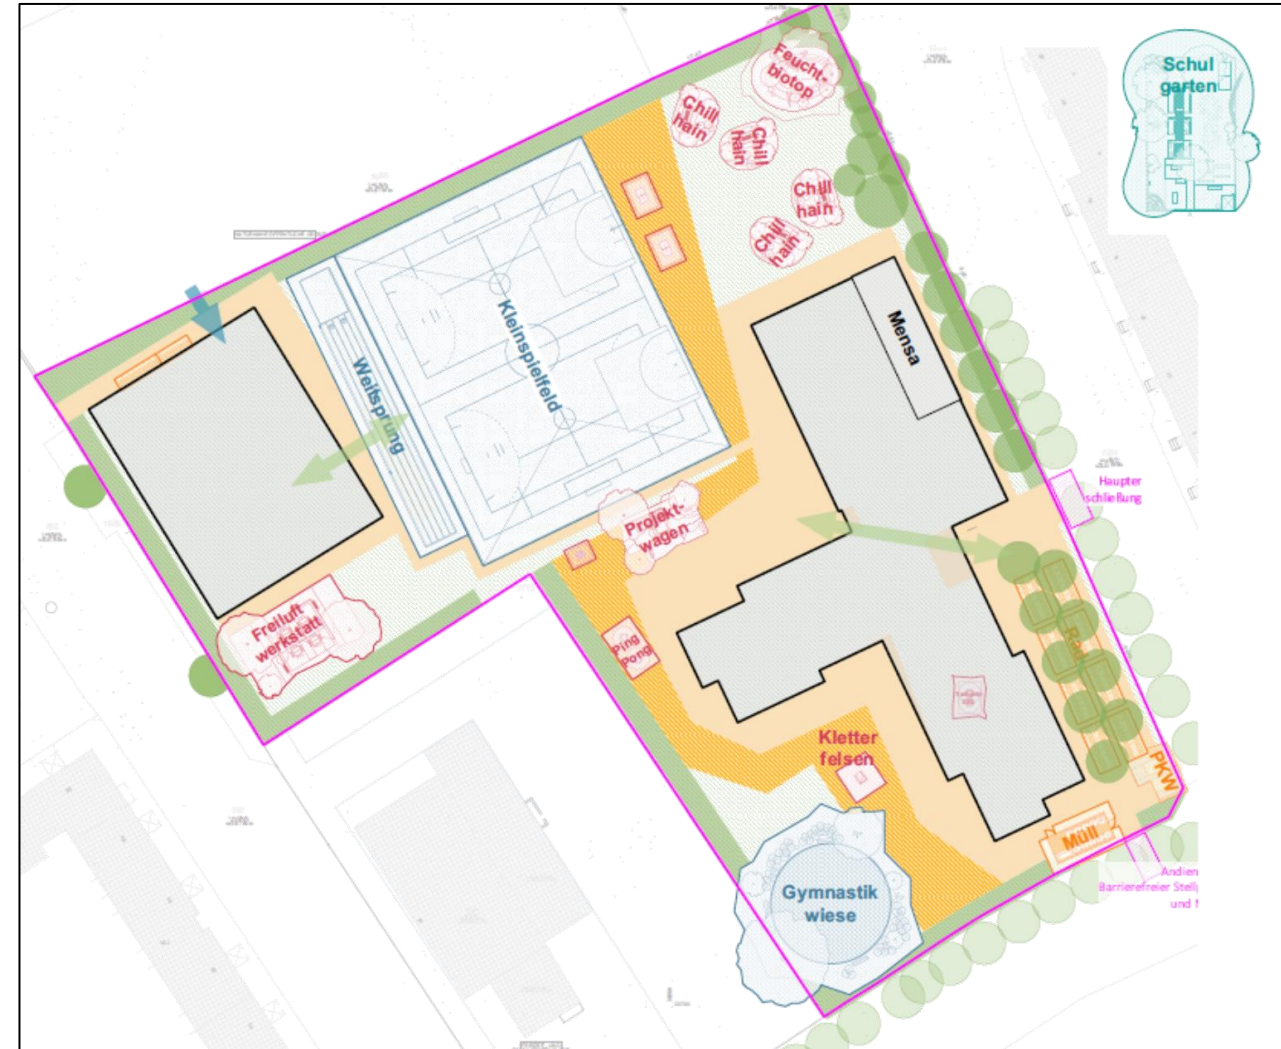 Feucht-
biotop
Schul
garten
Chill
hain
Chill
hain
Chill
hain
Chill
hain
Mensa
Kleinspielfeld
Weitsprung
Haupter
schließung
Projekt-
wagen
Freiluft
werkstatt
Ping
Pong
Kletter
felsen
PKW
Müll
Gymnastik
wiese
Andien
Barrierefreier Stell
und